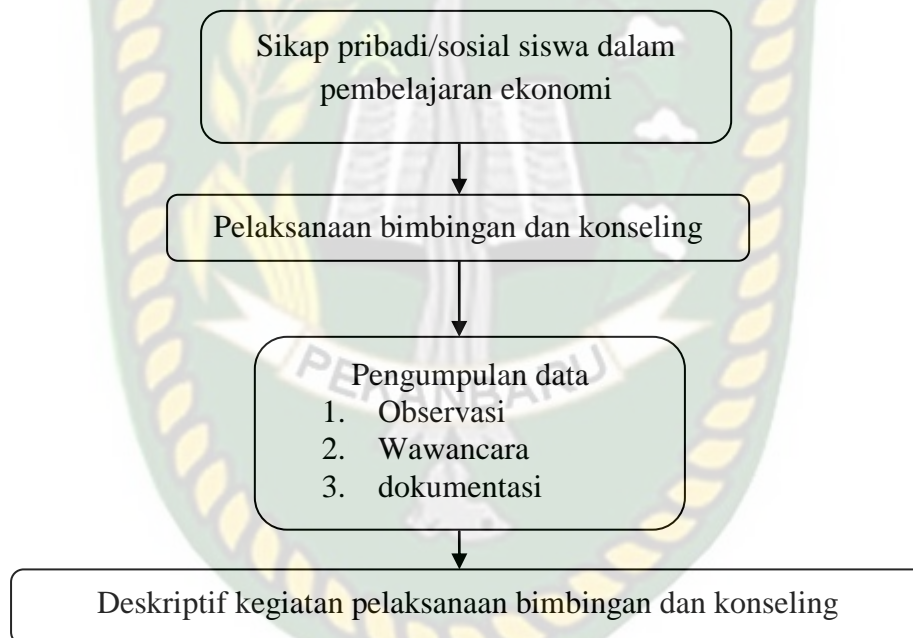 Sikap pribadi/sosial siswa dalam
pembelajaran ekonomi
Pelaksanaan bimbingan dan konseling
PEKANBARU
Pengumpulan data
1. Observasi
2. Wawancara
3. dokumentasi
Deskriptif kegiatan pelaksanaan bimbingan dan konseling